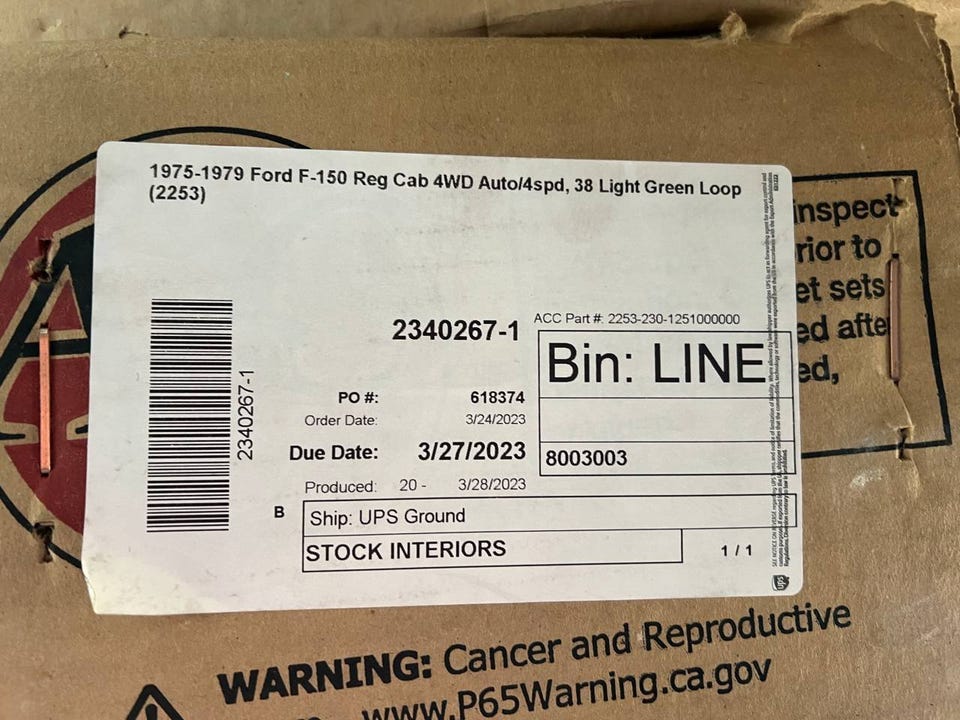 1975-1979 Ford F-150 Reg Cab 4WD Auto/4spd, 38 Light Green Loop
(2253)
inspect
rior to
et sets
ed afte
ed,
2340267-1
2340267-1
ACC Part #: 2253-230-1251000000
Bin: LINE
PO #: 618374
Order Date: 3/24/2023
Due Date: 3/27/2023
8003003
Produced: 20 - 3/28/2023
B
Ship: UPS Ground
STOCK INTERIORS
1 / 1
ups
WARNING: Cancer and Reproductive
www.P65Warning.ca.gov